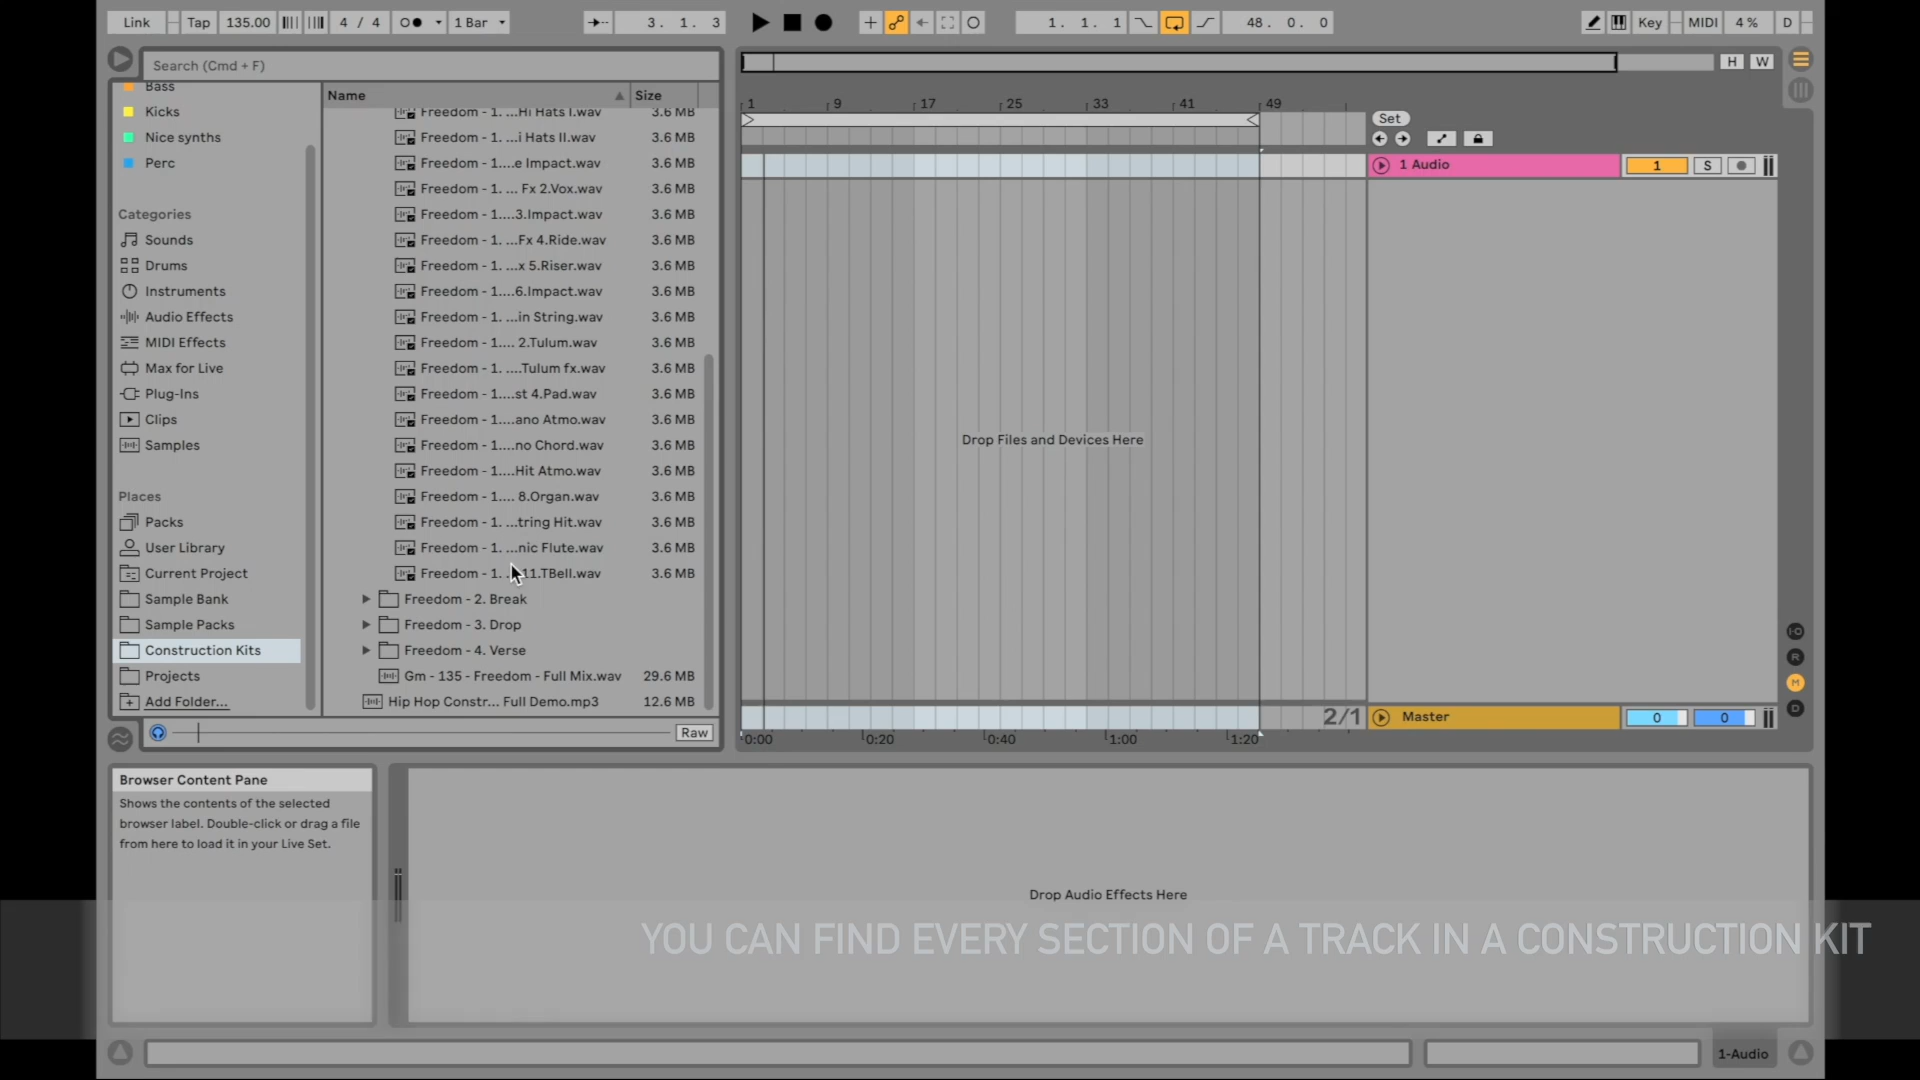 Link Tap 135.00 4 / 4 1 Bar 3. 1. 3 1. 1. 1 48. 0. 0 Key MIDI 4 % D
Search (Cmd + F)
H W
Bass
Kicks
Nice synths
Perc
Categories
Sounds
Drums
Instruments
Audio Effects
MIDI Effects
Max for Live
Plug-Ins
Clips
Samples
Places
Packs
User Library
Current Project
Sample Bank
Sample Packs
Construction Kits
Projects
Add Folder...
Name Size
Freedom - 1. ...Hi Hats I.wav 3.6 MB
Freedom - 1. ...i Hats II.wav 3.6 MB
Freedom - 1. ...e Impact.wav 3.6 MB
Freedom - 1. ... Fx 2.Vox.wav 3.6 MB
Freedom - 1....3.Impact.wav 3.6 MB
Freedom - 1. ...Fx 4.Ride.wav 3.6 MB
Freedom - 1. ...x 5.Riser.wav 3.6 MB
Freedom - 1....6.Impact.wav 3.6 MB
Freedom - 1. ...in String.wav 3.6 MB
Freedom - 1.... 2.Tulum.wav 3.6 MB
Freedom - 1. ....Tulum fx.wav 3.6 MB
Freedom - 1....st 4.Pad.wav 3.6 MB
Freedom - 1....ano Atmo.wav 3.6 MB
Freedom - 1....no Chord.wav 3.6 MB
Freedom - 1....Hit Atmo.wav 3.6 MB
Freedom - 1.... 8.Organ.wav 3.6 MB
Freedom - 1. ...tring Hit.wav 3.6 MB
Freedom - 1. ...nic Flute.wav 3.6 MB
Freedom - 1. ...11.TBell.wav 3.6 MB
Freedom - 2. Break
Freedom - 3. Drop
Freedom - 4. Verse
Gm - 135 - Freedom - Full Mix.wav 29.6 MB
Hip Hop Constr... Full Demo.mp3 12.6 MB
Raw
1 9 17 25 33 41 49
Set
1 Audio 1 S
Drop Files and Devices Here
I-O
R
M
D
2/1 Master 0 0
0:00 0:20 0:40 1:00 1:20
Browser Content Pane
Shows the contents of the selected
browser label. Double-click or drag a file
from here to load it in your Live Set.
Drop Audio Effects Here
YOU CAN FIND EVERY SECTION OF A TRACK IN A CONSTRUCTION KIT
1-Audio